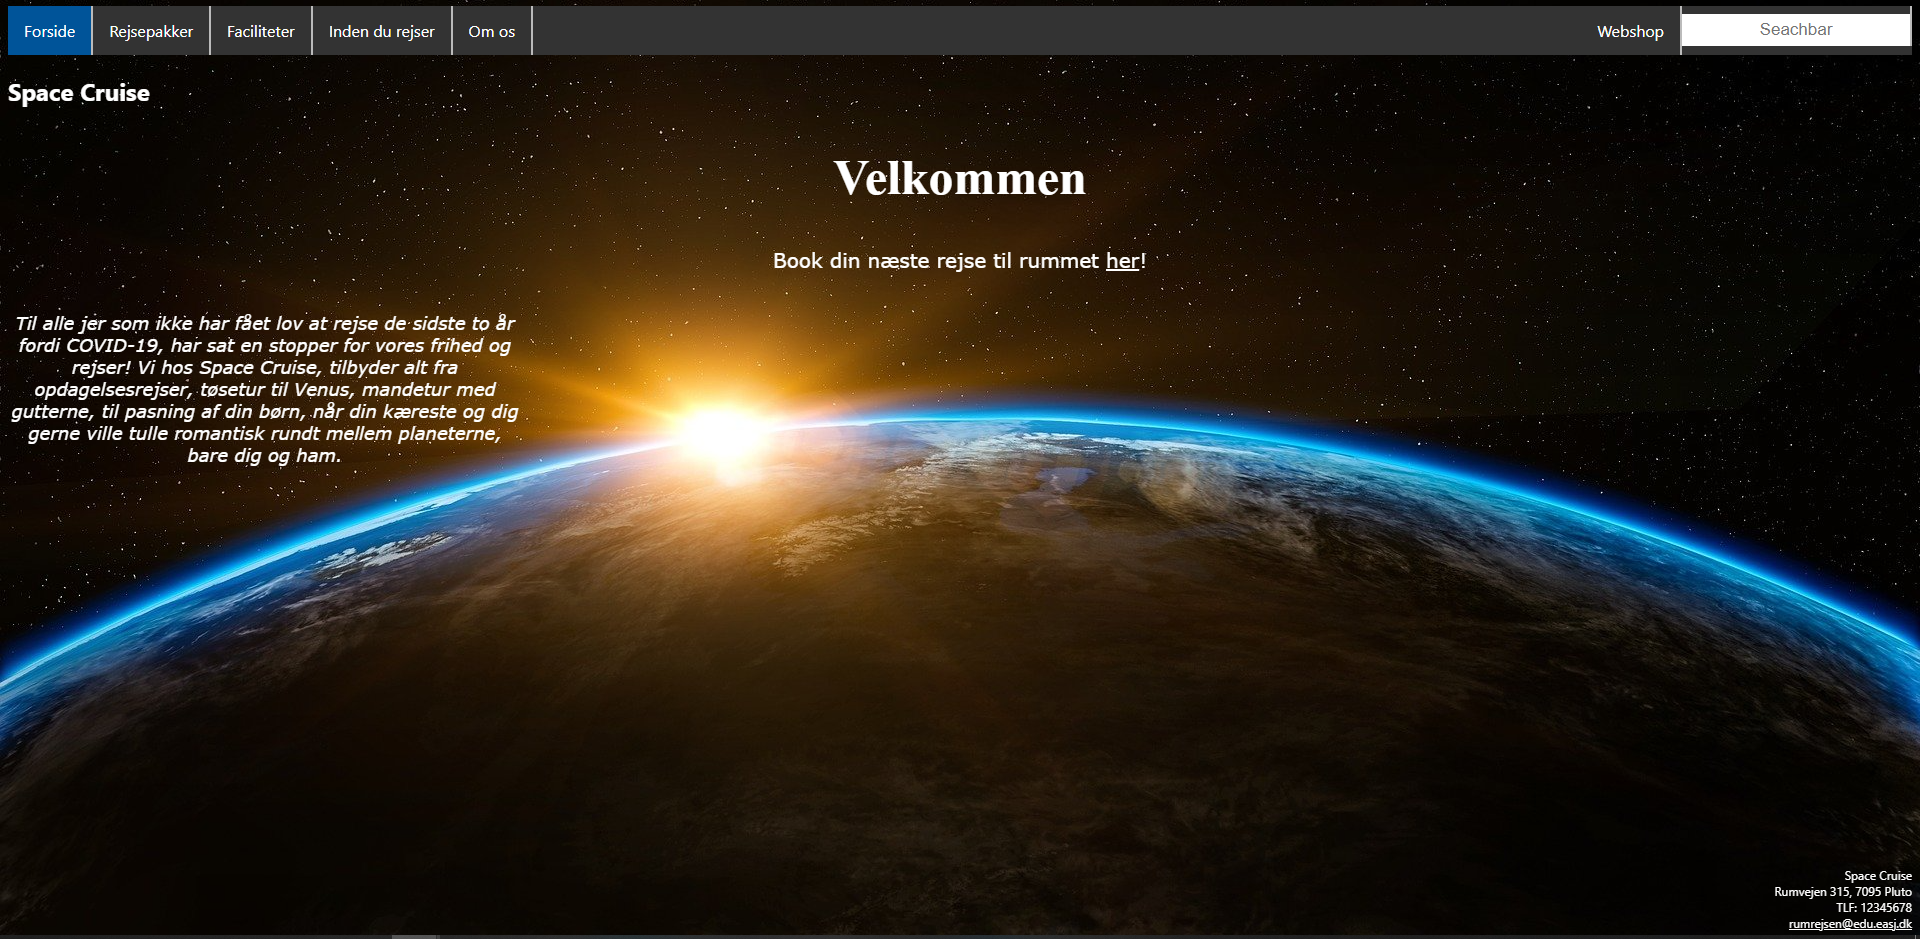 Forside
Rejsepakker
Faciliteter
Inden du rejser
Om os
Webshop
Seachbar
Space Cruise
Velkommen
Book din næste rejse til rummet her!
Til alle jer som ikke har fået lov at rejse de sidste to år
fordi COVID-19, har sat en stopper for vores frihed og
rejser! Vi hos Space Cruise, tilbyder alt fra
opdagelsesrejser, tøsetur til Venus, mandetur med
gutterne, til pasning af din børn, når din kæreste og dig
gerne ville tulle romantisk rundt mellem planeterne,
bare dig og ham.
Space Cruise
Rumvejen 315, 7095 Pluto
TLF: 12345678
rumrejsen@edu.easj.dk